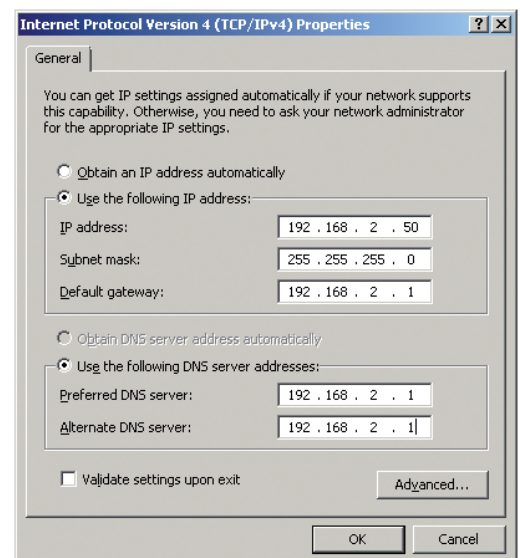 Internet Protocol Version 4 (TCP/IPv4) Properties ? X
General
You can get IP settings assigned automatically if your network supports
this capability. Otherwise, you need to ask your network administrator
for the appropriate IP settings.
Obtain an IP address automatically
Use the following IP address:
IP address: 192 . 168 . 2 . 50
Subnet mask: 255 . 255 . 255 . 0
Default gateway: 192 . 168 . 2 . 1
Obtain DNS server address automatically
Use the following DNS server addresses:
Preferred DNS server: 192 . 168 . 2 . 1
Alternate DNS server: 192 . 168 . 2 . 1
Validate settings upon exit
Advanced...
OK Cancel